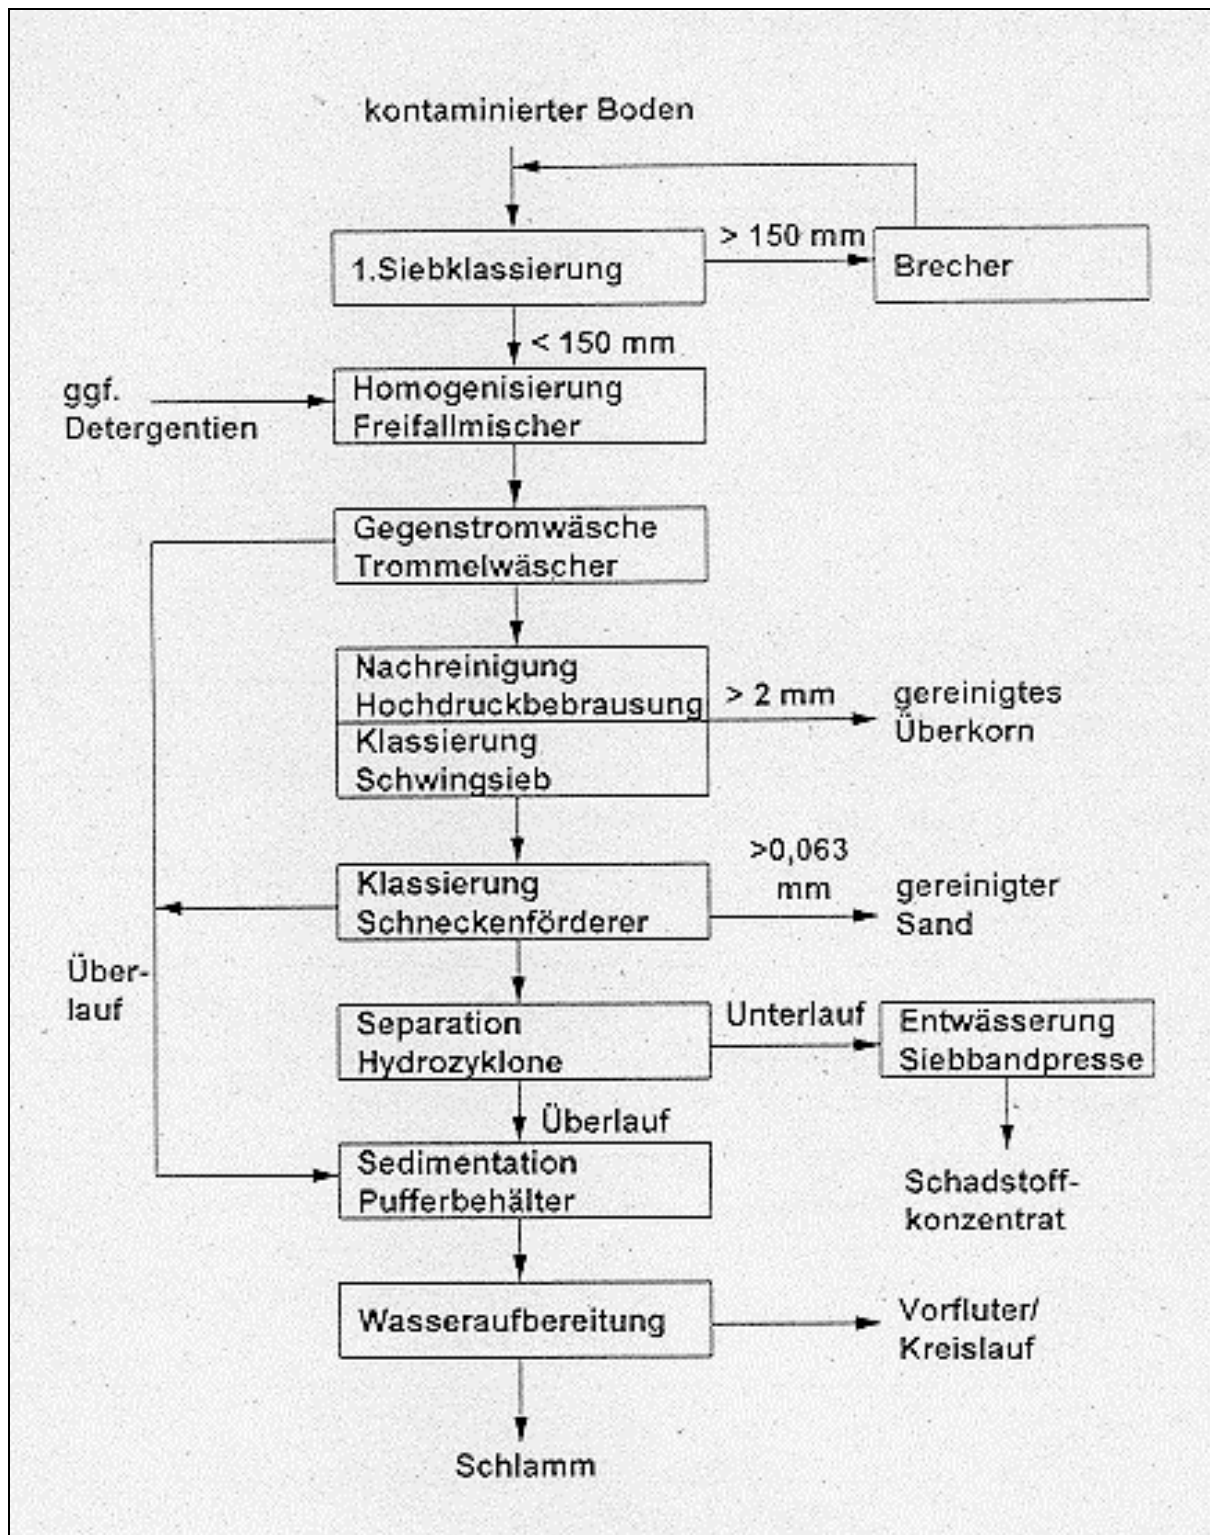 kontaminierter Boden
> 150 mm
1.Siebklassierung
Brecher
< 150 mm
ggf.
Detergentien
Homogenisierung
Freifallmischer
Gegenstromwäsche
Trommelwäscher
Nachreinigung
Hochdruckbebrausung
> 2 mm
gereinigtes
Überkorn
Klassierung
Schwingsieb
>0,063
mm
Klassierung
Schneckenförderer
gereinigter
Sand
Über-
lauf
Separation
Hydrozyklone
Unterlauf
Entwässerung
Siebbandpresse
Überlauf
Sedimentation
Pufferbehälter
Schadstoff-
konzentrat
Wasseraufbereitung
Vorfluter/
Kreislauf
Schlamm